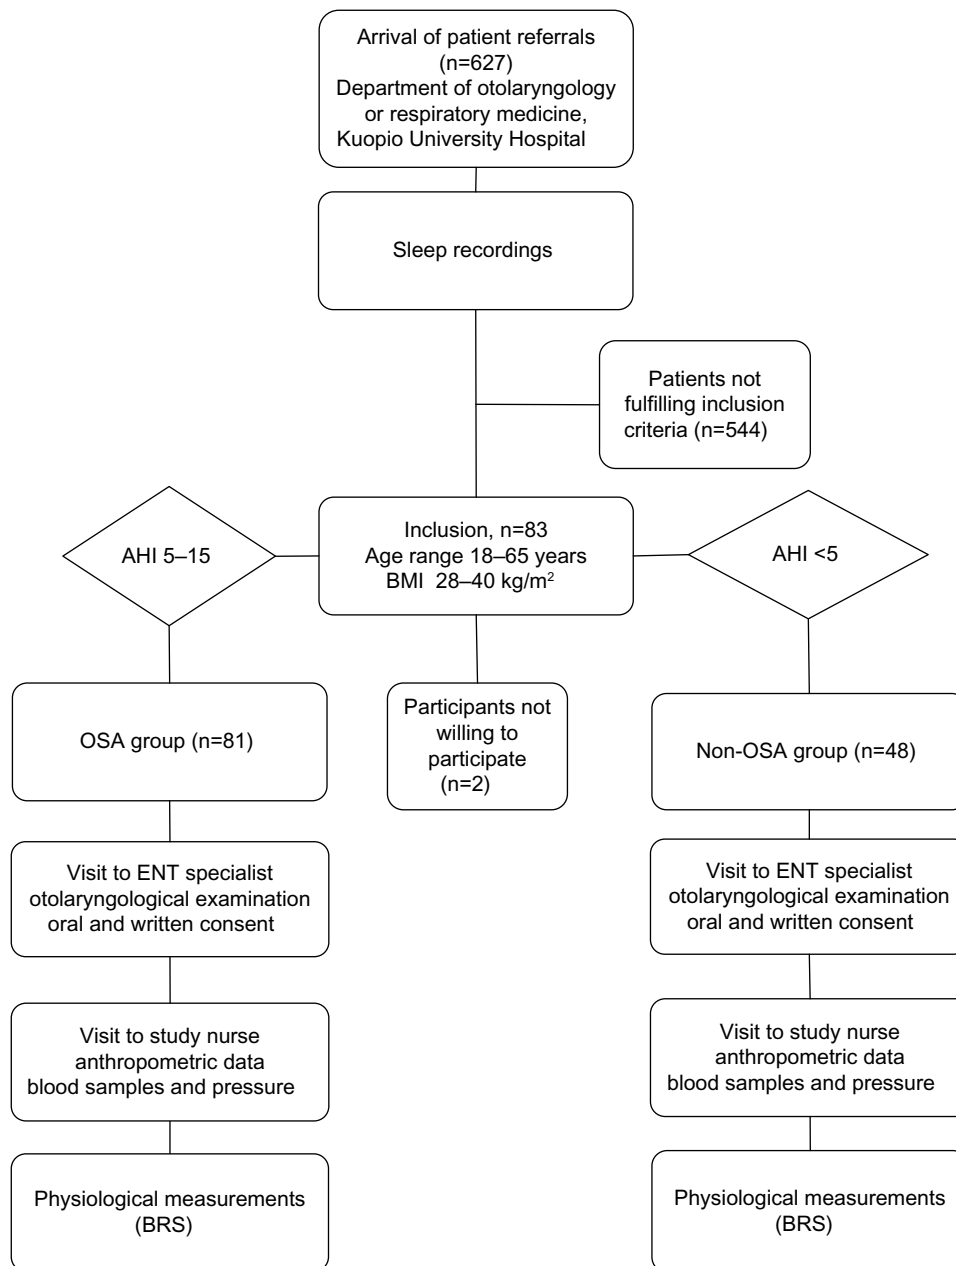 Arrival of patient referrals
(n=627)
Department of otolaryngology
or respiratory medicine,
Kuopio University Hospital
Sleep recordings
Patients not
fulfilling inclusion
criteria (n=544)
AHI 5–15
Inclusion, n=83
Age range 18–65 years
BMI 28–40 kg/m²
AHI <5
OSA group (n=81)
Participants not
willing to
participate
(n=2)
Non-OSA group (n=48)
Visit to ENT specialist
otolaryngological examination
oral and written consent
Visit to ENT specialist
otolaryngological examination
oral and written consent
Visit to study nurse
anthropometric data
blood samples and pressure
Visit to study nurse
anthropometric data
blood samples and pressure
Physiological measurements
(BRS)
Physiological measurements
(BRS)